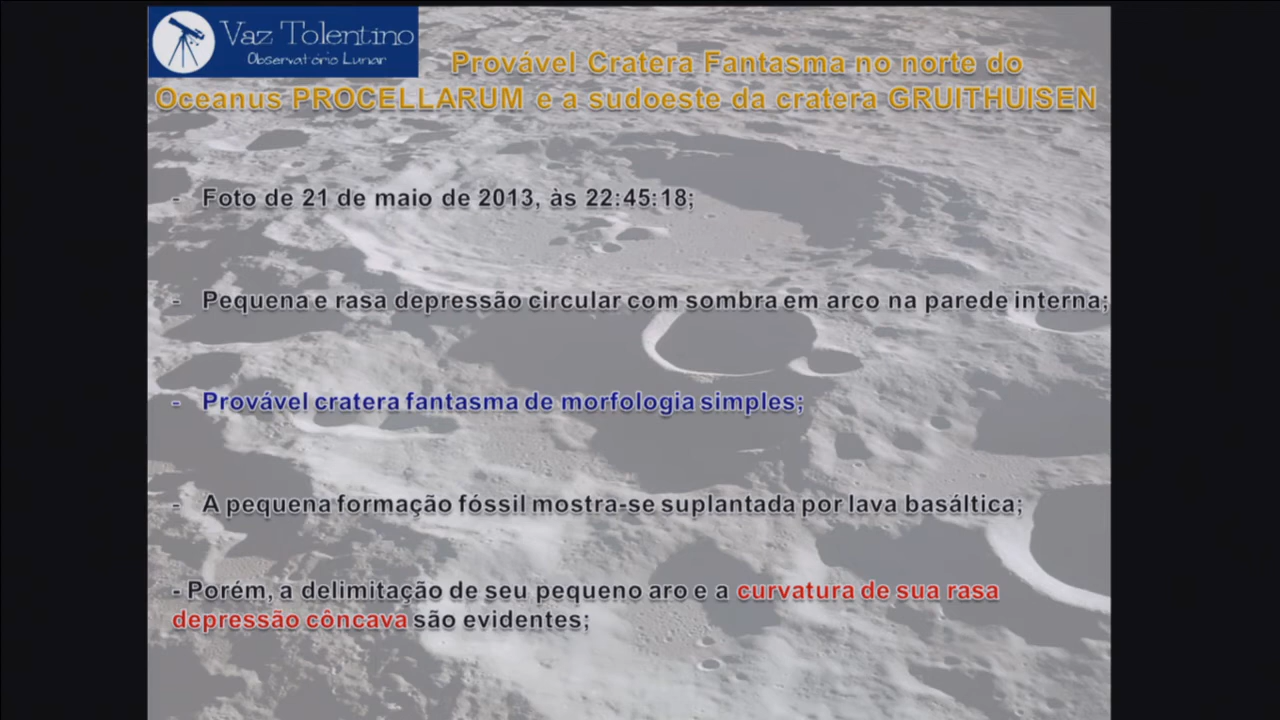 Vaz Tolentino
Observatório Lunar
Provável Cratera Fantasma no norte do
Oceanus PROCELLARUM e a sudoeste da cratera GRUITHUISEN
- Foto de 21 de maio de 2013, às 22:45:18;
- Pequena e rasa depressão circular com sombra em arco na parede interna;
- Provável cratera fantasma de morfologia simples;
- A pequena formação fóssil mostra-se suplantada por lava basáltica;
- Porém, a delimitação de seu pequeno aro e a curvatura de sua rasa
depressão côncava são evidentes;